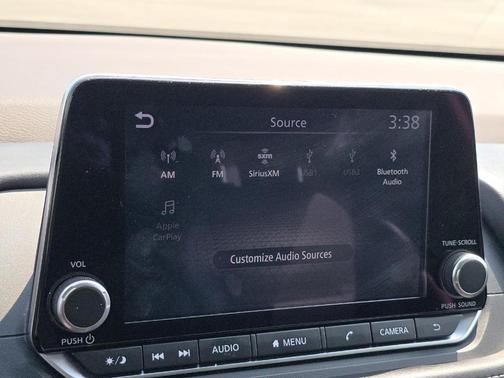 Source 3:38
AM FM sxm SiriusXM USB1 USB2 Bluetooth Audio
Apple CarPlay
Customize Audio Sources
VOL
PUSH
TUNE·SCROLL
PUSH SOUND
AUDIO MENU CAMERA